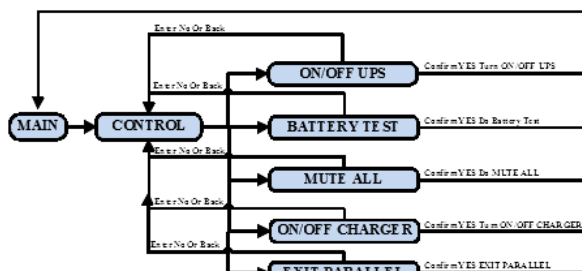 Enter No Or Back
ON/OFF UPS
Confirm YES Turn ON/OFF UPS
Enter No Or Back
MAIN
CONTROL
BATTERY TEST
Confirm YES Do Battery Test
Enter No Or Back
MUTE ALL
Confirm YES Do MUTE ALL
Enter No Or Back
ON/OFF CHARGER
Confirm YES Turn ON/OFF CHARGER
Enter No Or Back
EXIT PARALLEL
Confirm YES EXIT PARALLEL